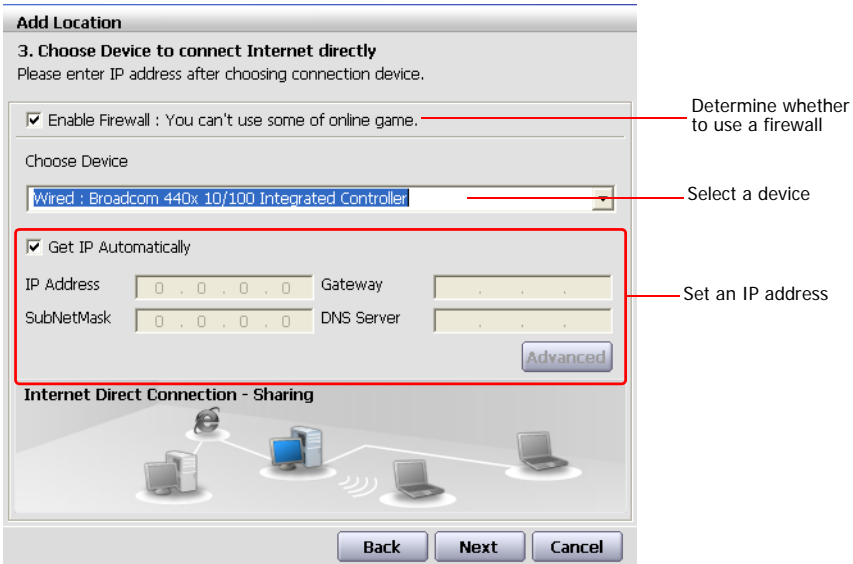 Add Location
3. Choose Device to connect Internet directly
Please enter IP address after choosing connection device.
Enable Firewall : You can't use some of online game.
Determine whether
to use a firewall
Choose Device
Wired : Broadcom 440x 10/100 Integrated Controller
Select a device
Get IP Automatically
IP Address 0 . 0 . 0 . 0 Gateway . . .
Set an IP address
SubNetMask 0 . 0 . 0 . 0 DNS Server . . .
Advanced
Internet Direct Connection - Sharing
Back Next Cancel